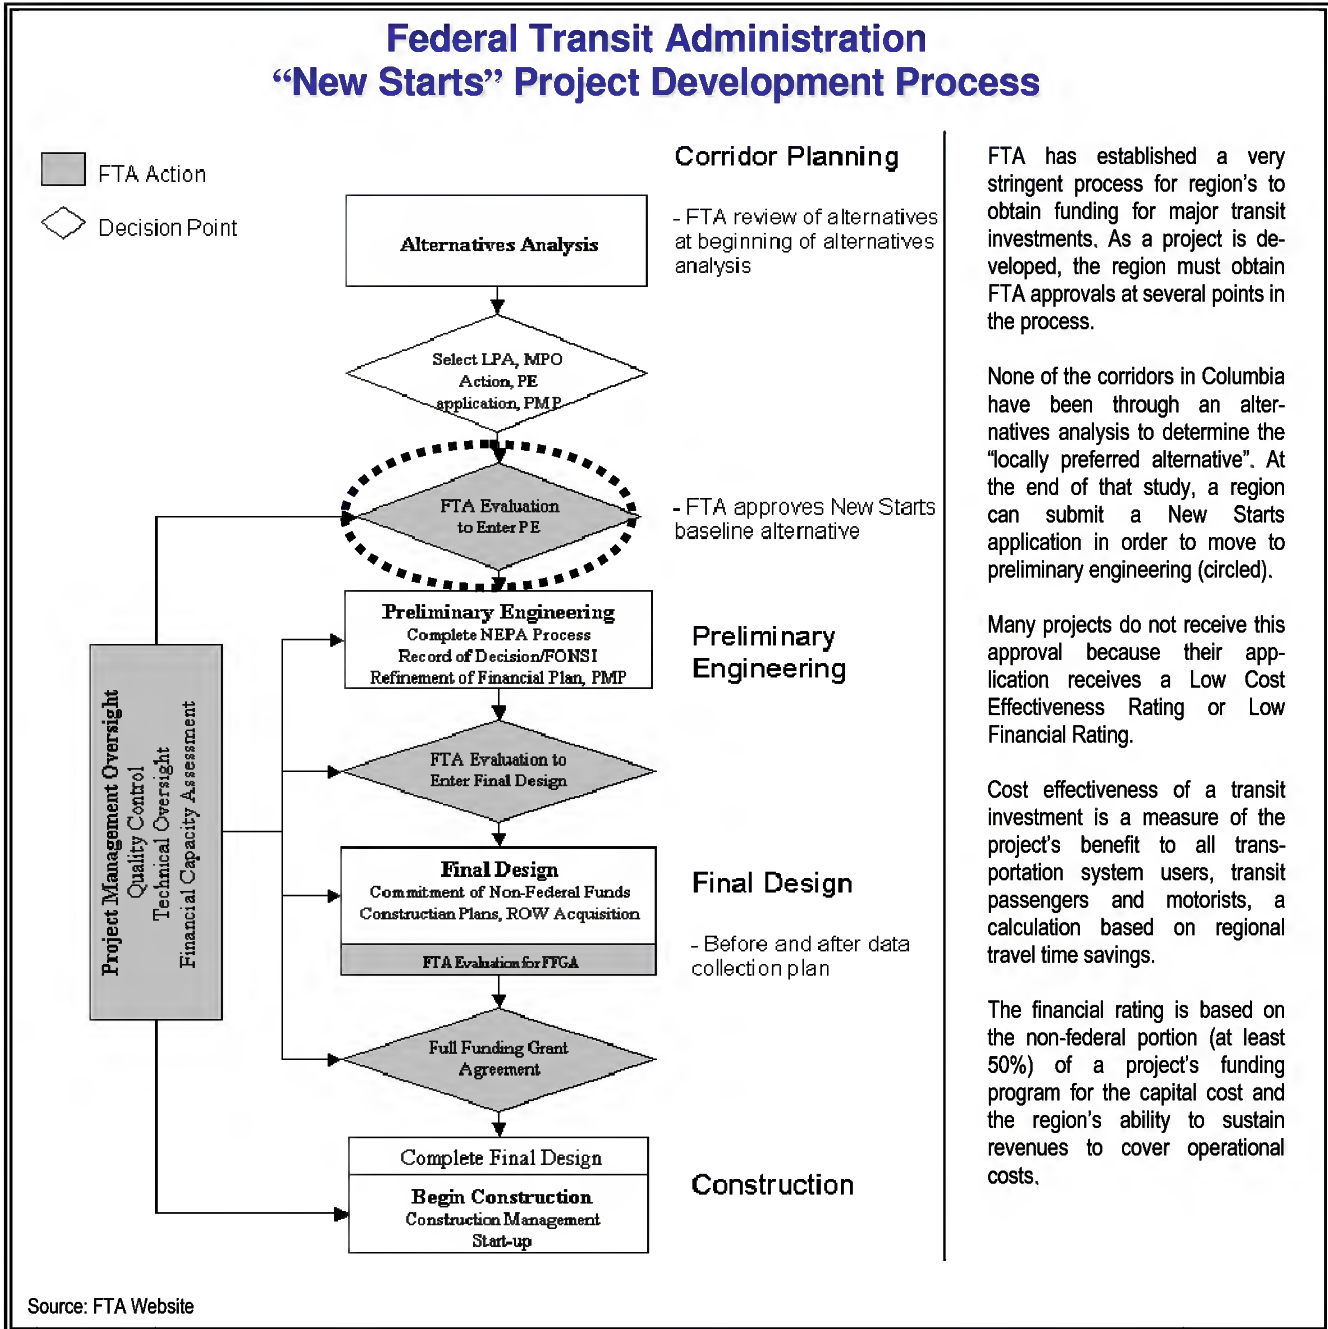 Federal Transit Administration
“New Starts” Project Development Process
FTA Action
Decision Point
Corridor Planning
- FTA review of alternatives
at beginning of alternatives
analysis
Alternatives Analysis
Select LPA, MPO
Action, PE
application, PMP
FTA Evaluation
to Enter PE
- FTA approves New Starts
baseline alternative
Preliminary Engineering
Complete NEPA Process
Record of Decision/FONSI
Refinement of Financial Plan, PMP
Preliminary
Engineering
FTA Evaluation to
Enter Final Design
Final Design
Commitment of Non-Federal Funds
Construction Plans, ROW Acquisition
FTA Evaluation for FFGA
Final Design
- Before and after data
collection plan
Full Funding Grant
Agreement
Complete Final Design
Begin Construction
Construction Management
Start-up
Construction
Project Management Oversight
Quality Control
Technical Oversight
Financial Capacity Assessment
FTA has established a very
stringent process for region's to
obtain funding for major transit
investments. As a project is de-
veloped, the region must obtain
FTA approvals at several points in
the process.
None of the corridors in Columbia
have been through an alter-
natives analysis to determine the
“locally preferred alternative”. At
the end of that study, a region
can submit a New Starts
application in order to move to
preliminary engineering (circled).
Many projects do not receive this
approval because their app-
lication receives a Low Cost
Effectiveness Rating or Low
Financial Rating.
Cost effectiveness of a transit
investment is a measure of the
project's benefit to all trans-
portation system users, transit
passengers and motorists, a
calculation based on regional
travel time savings.
The financial rating is based on
the non-federal portion (at least
50%) of a project's funding
program for the capital cost and
the region's ability to sustain
revenues to cover operational
costs.
Source: FTA Website